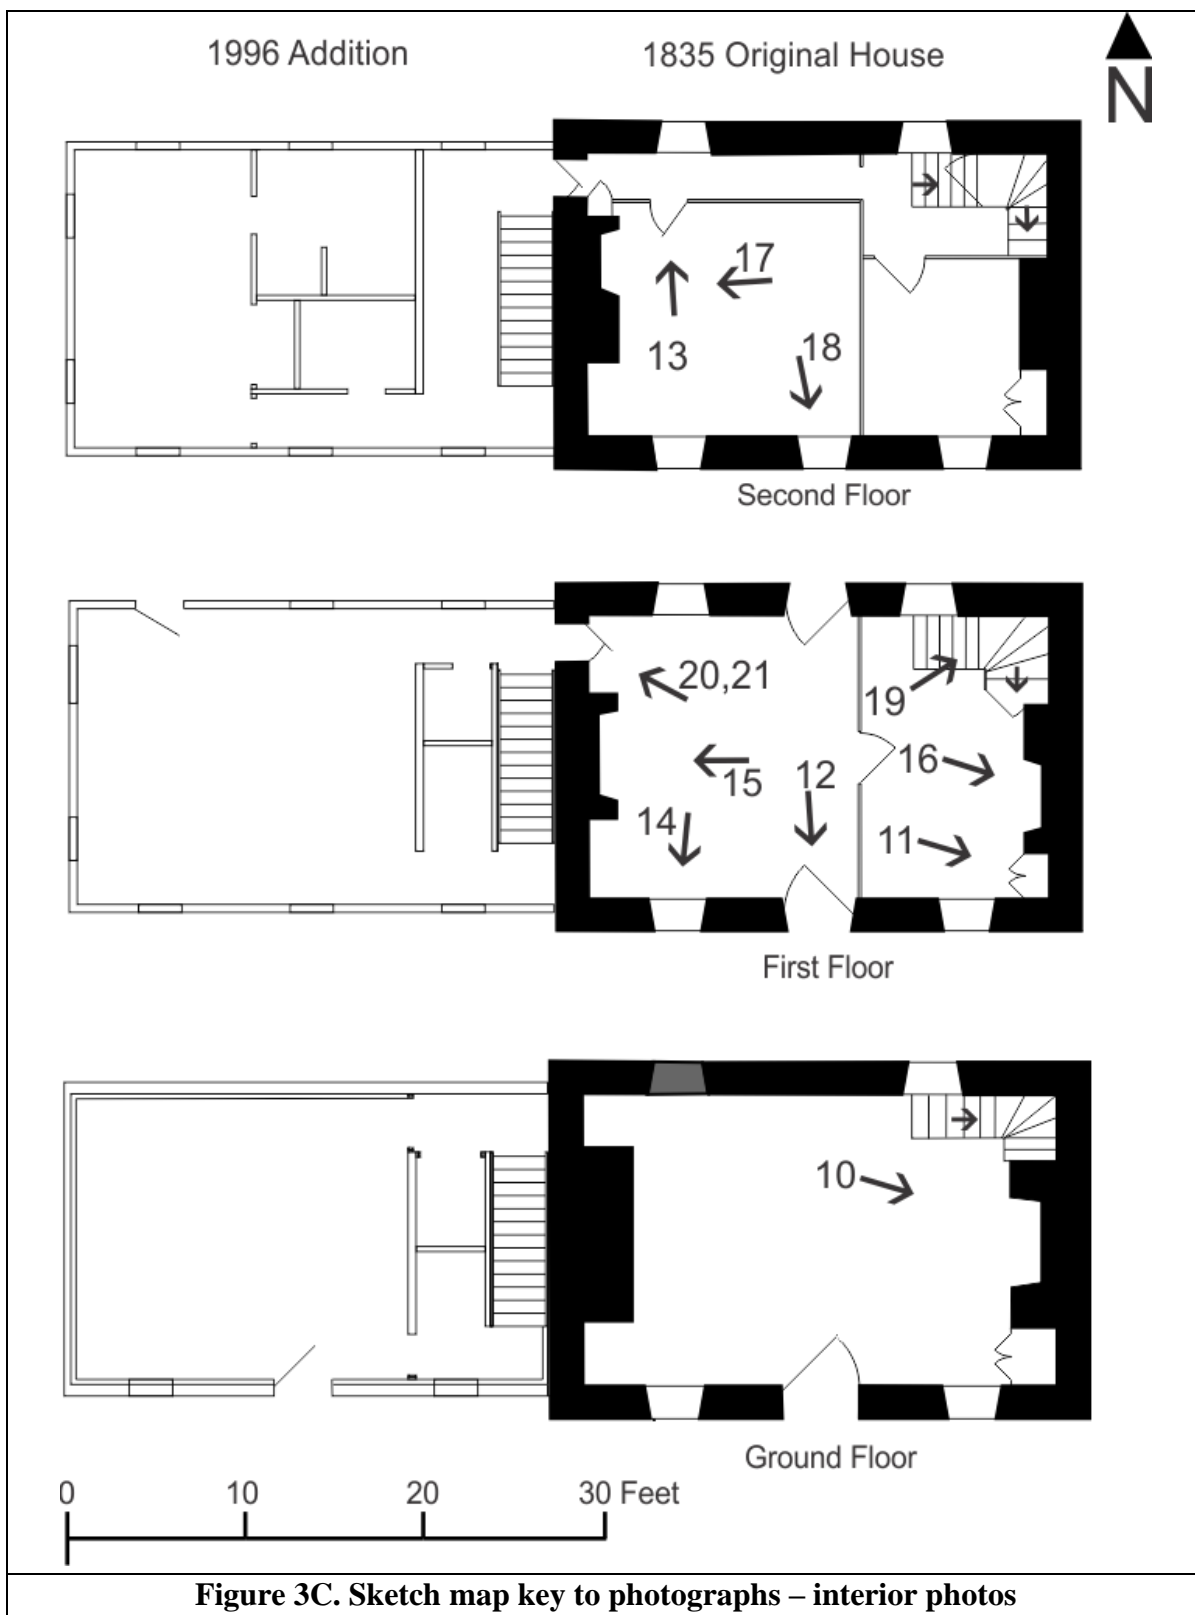 1996 Addition
1835 Original House
N
17
13
18
Second Floor
20,21
19
16
15
12
14
11
First Floor
10
Ground Floor
0
10
20
30 Feet
Figure 3C. Sketch map key to photographs – interior photos